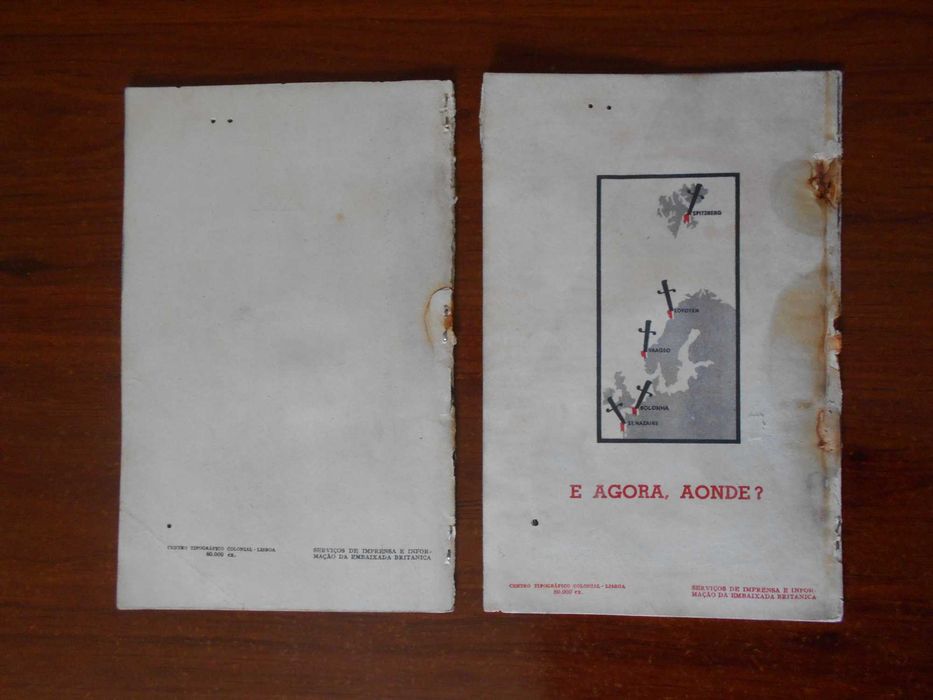 CENTRO TIPOGRÁFICO COLONIAL - LISBOA
80.000 ex.
SERVIÇOS DE IMPRENSA E INFOR-
MAÇÃO DA EMBAIXADA BRITANICA
SPITZBERG
LOFOTEN
VAAGSO
BOLONHA
ST. NAZAIRE
E AGORA, AONDE?
CENTRO TIPOGRÁFICO COLONIAL - LISBOA
80.000 ex.
SERVIÇOS DE IMPRENSA E INFOR-
MAÇÃO DA EMBAIXADA BRITANICA